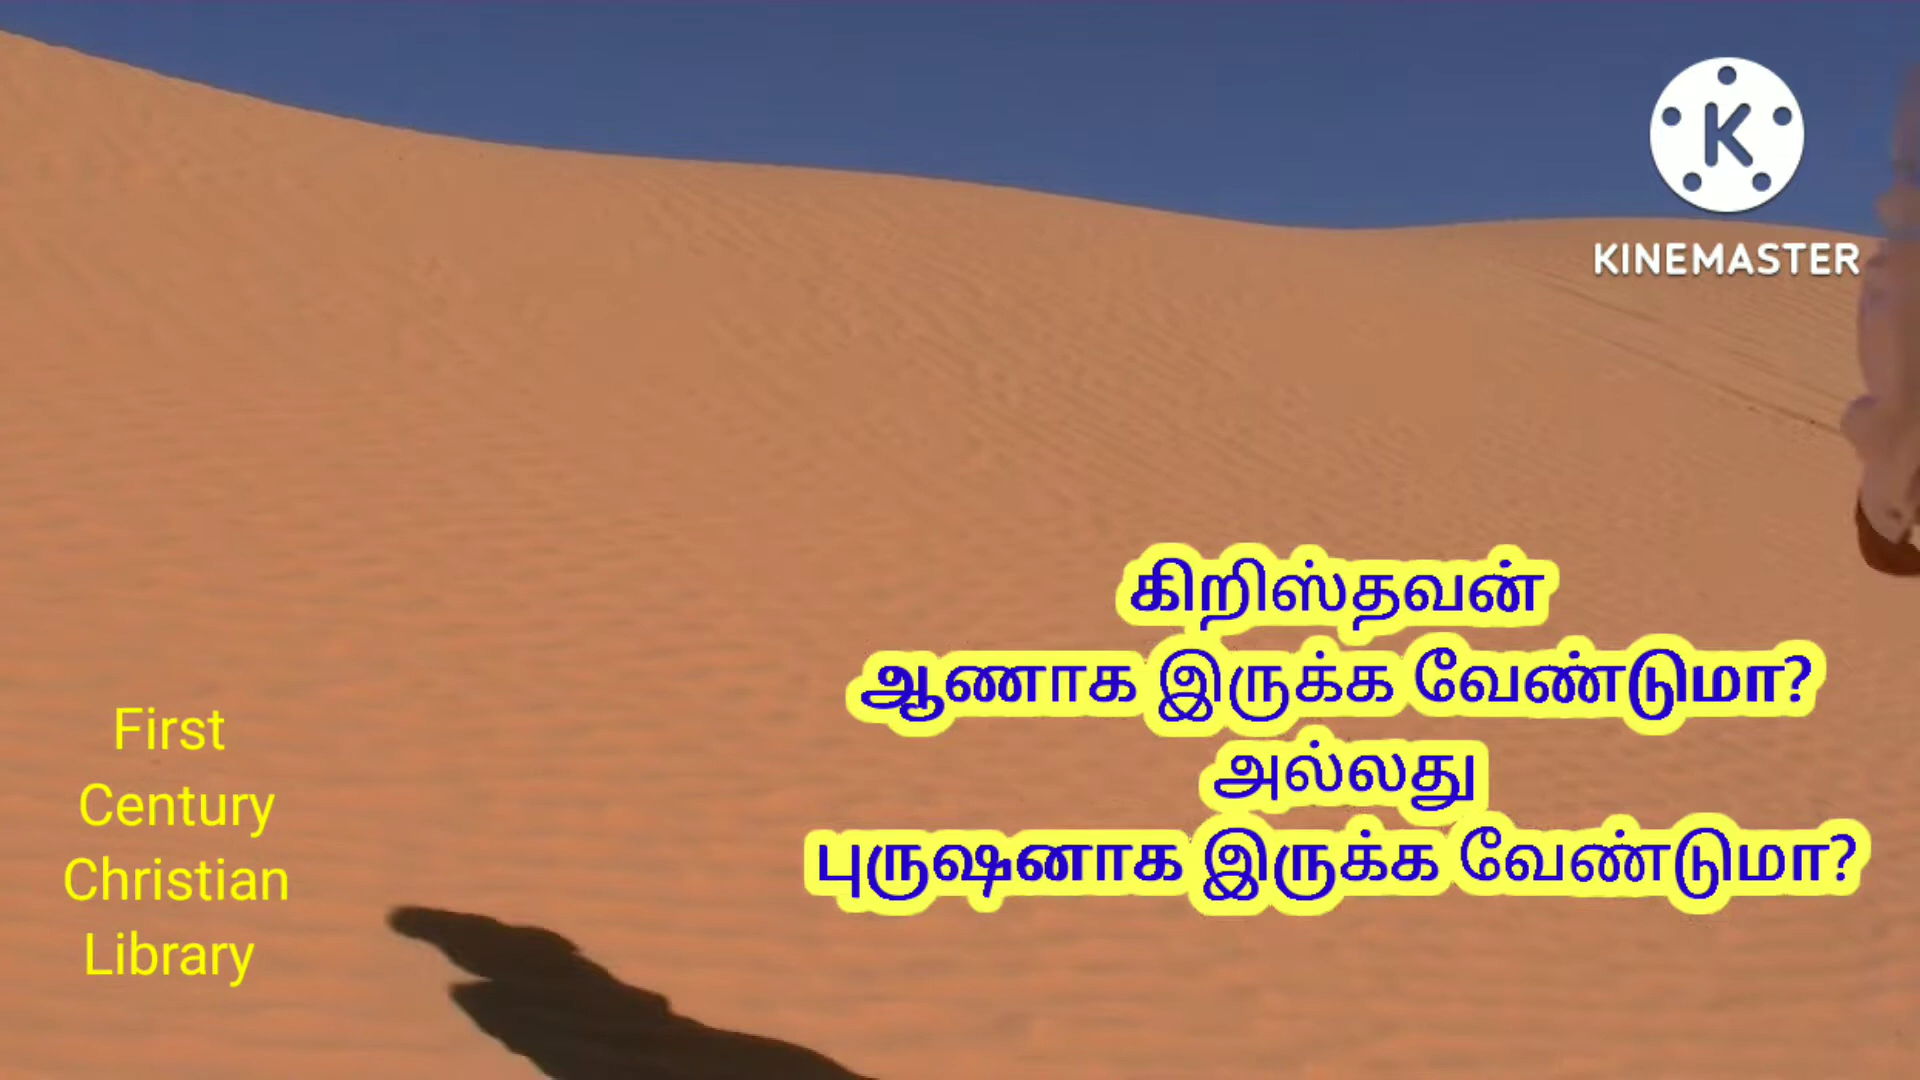 K
KINEMASTER
கிறிஸ்தவன்
ஆணாக இருக்க வேண்டுமா?
அல்லது
புருஷனாக இருக்க வேண்டுமா?
First
Century
Christian
Library